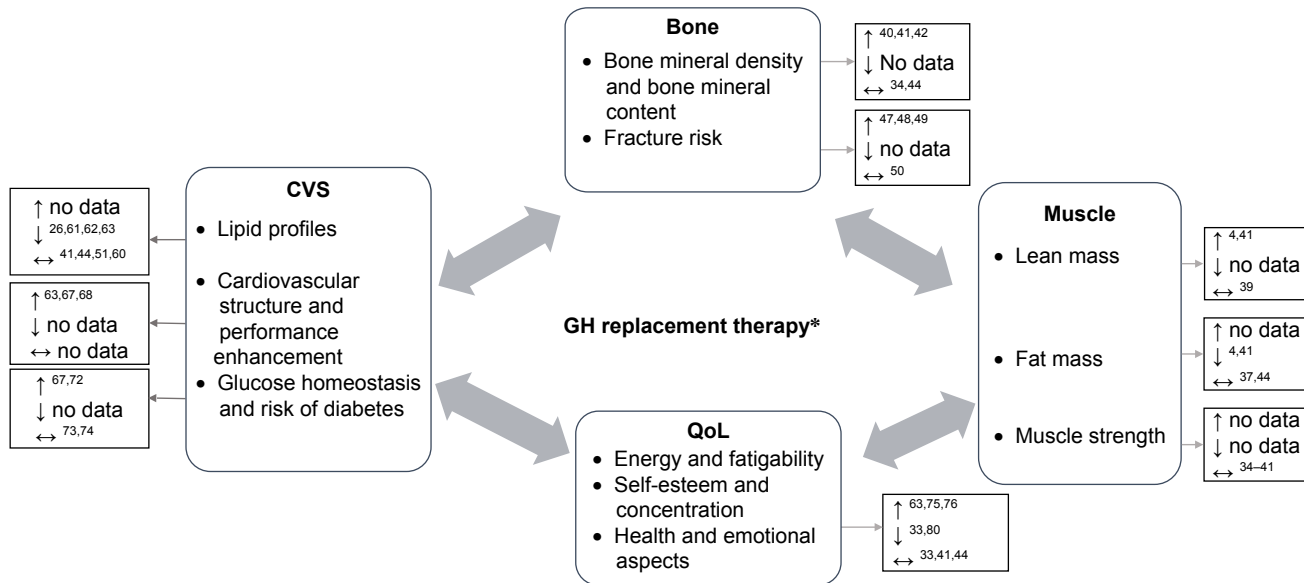 Bone
• Bone mineral density
and bone mineral
content
• Fracture risk
↑ 40,41,42
↓ No data
↔ 34,44
↑ 47,48,49
↓ no data
↔ 50
CVS
• Lipid profiles
• Cardiovascular
structure and
performance
enhancement
• Glucose homeostasis
and risk of diabetes
↑ no data
↓ 26,61,62,63
↔ 41,44,51,60
↑ 63,67,68
↓ no data
↔ no data
↑ 67,72
↓ no data
↔ 73,74
GH replacement therapy*
Muscle
• Lean mass
• Fat mass
• Muscle strength
↑ 4,41
↓ no data
↔ 39
↑ no data
↓ 4,41
↔ 37,44
↑ no data
↓ no data
↔ 34–41
QoL
• Energy and fatigability
• Self-esteem and
concentration
• Health and emotional
aspects
↑ 63,75,76
↓ 33,80
↔ 33,41,44